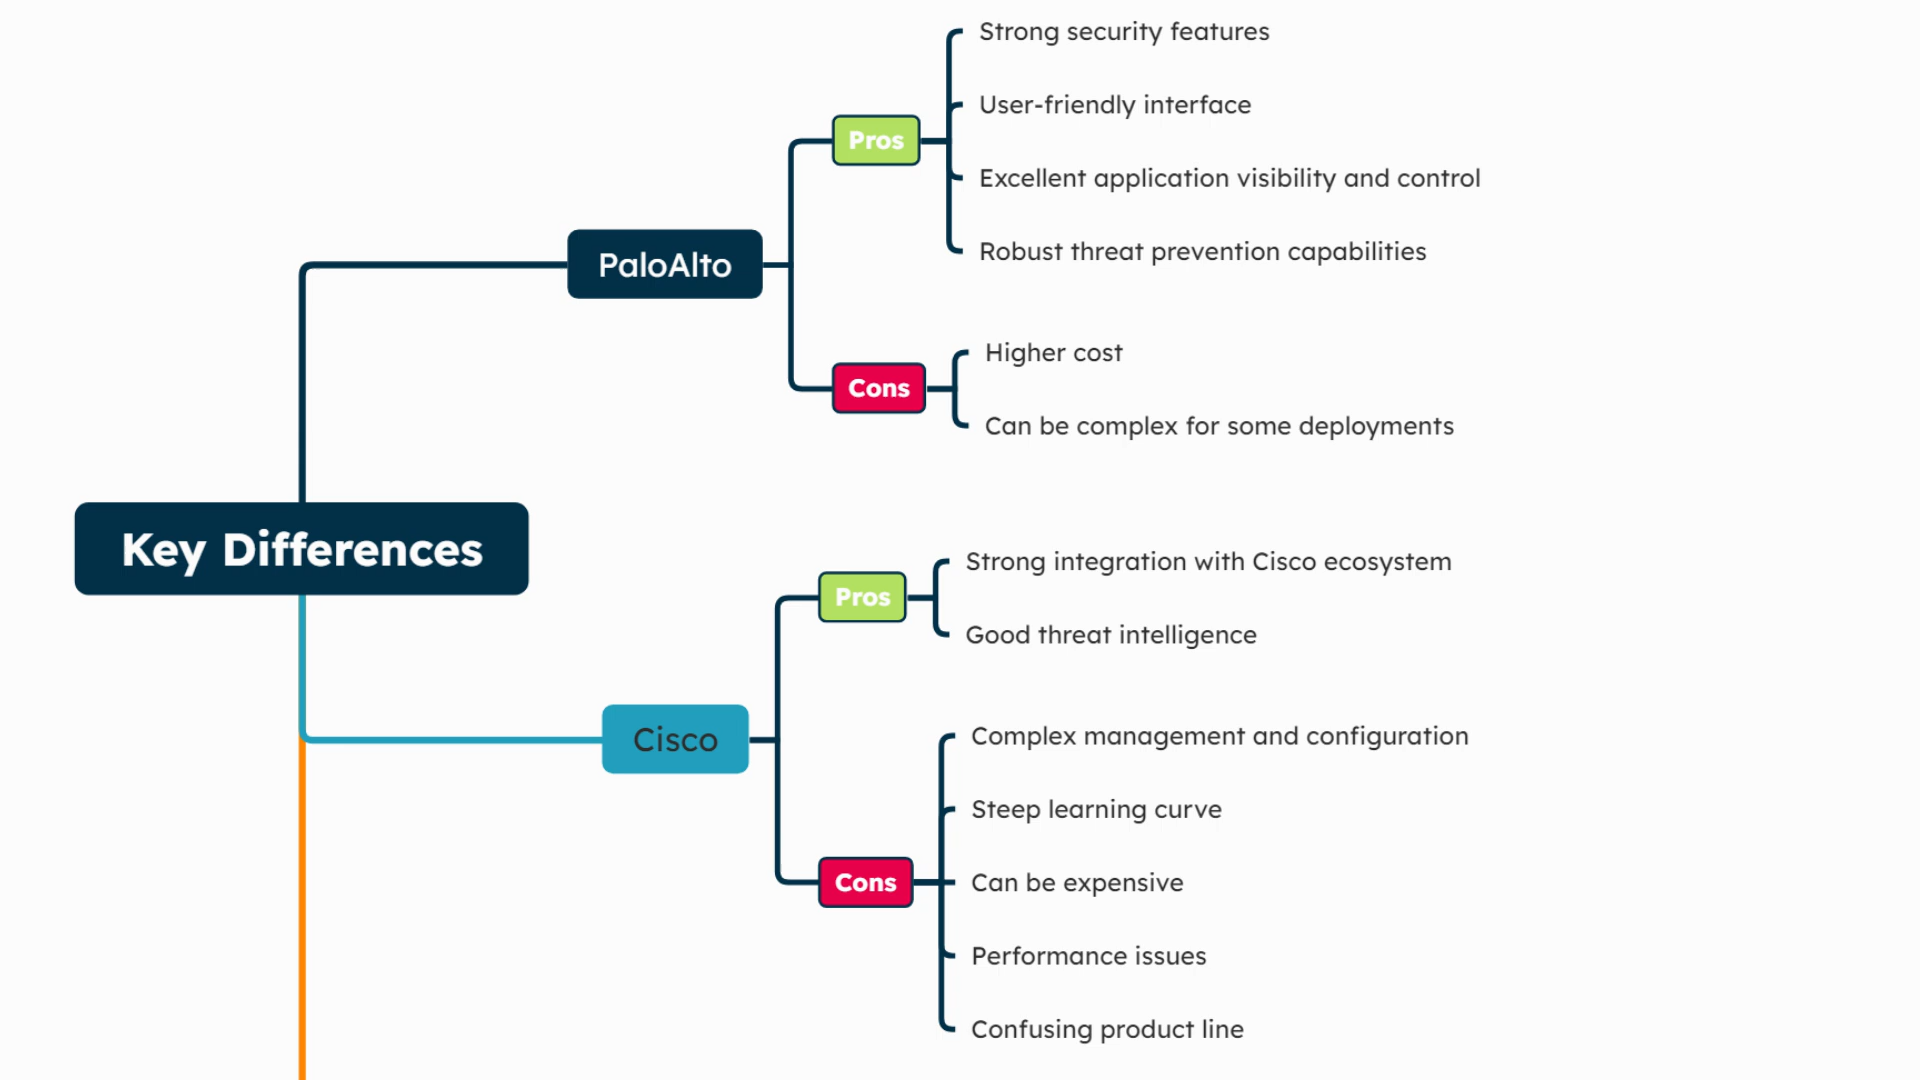 Key Differences
PaloAlto
Pros
Strong security features
User-friendly interface
Excellent application visibility and control
Robust threat prevention capabilities
Cons
Higher cost
Can be complex for some deployments
Cisco
Pros
Strong integration with Cisco ecosystem
Good threat intelligence
Cons
Complex management and configuration
Steep learning curve
Can be expensive
Performance issues
Confusing product line